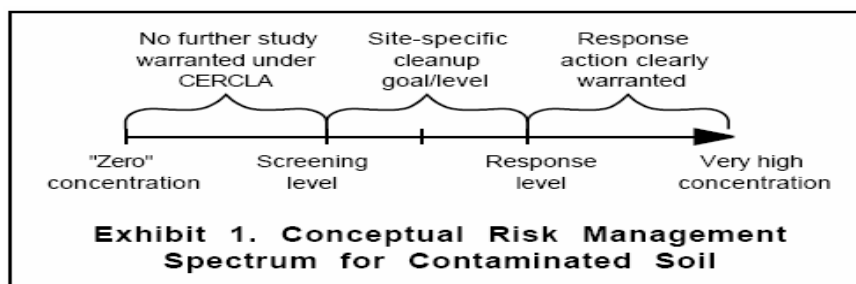 No further study
warranted under
CERCLA
Site-specific
cleanup
goal/level
Response
action clearly
warranted
"Zero"
concentration
Screening
level
Response
level
Very high
concentration
Exhibit 1. Conceptual Risk Management
Spectrum for Contaminated Soil